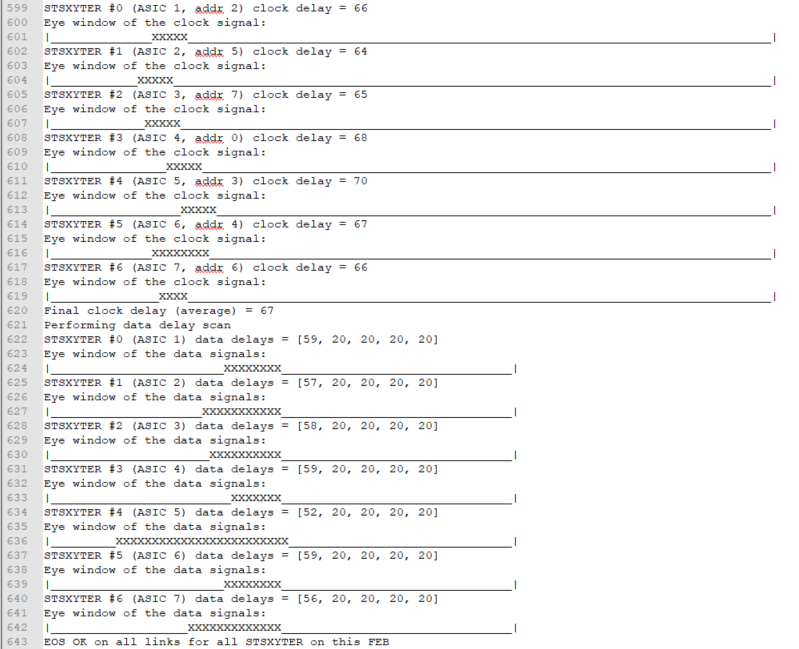 599 STSXYTER #0 (ASIC 1, addr 2) clock delay = 66
600 Eye window of the clock signal:
601 |______________XXXXX_________________________________________________________________________________|
602 STSXYTER #1 (ASIC 2, addr 5) clock delay = 64
603 Eye window of the clock signal:
604 |____________XXXXX___________________________________________________________________________________|
605 STSXYTER #2 (ASIC 3, addr 7) clock delay = 65
606 Eye window of the clock signal:
607 |_____________XXXXX__________________________________________________________________________________|
608 STSXYTER #3 (ASIC 4, addr 0) clock delay = 68
609 Eye window of the clock signal:
610 |________________XXXXX_______________________________________________________________________________|
611 STSXYTER #4 (ASIC 5, addr 3) clock delay = 70
612 Eye window of the clock signal:
613 |__________________XXXXX_____________________________________________________________________________|
614 STSXYTER #5 (ASIC 6, addr 4) clock delay = 67
615 Eye window of the clock signal:
616 |______________XXXXXXXX______________________________________________________________________________|
617 STSXYTER #6 (ASIC 7, addr 6) clock delay = 66
618 Eye window of the clock signal:
619 |_______________XXXX_________________________________________________________________________________|
620 Final clock delay (average) = 67
621 Performing data delay scan
622 STSXYTER #0 (ASIC 1) data delays = [59, 20, 20, 20, 20]
623 Eye window of the data signals:
624 |________________________XXXXXXXX________________________________|
625 STSXYTER #1 (ASIC 2) data delays = [57, 20, 20, 20, 20]
626 Eye window of the data signals:
627 |_____________________XXXXXXXXXXX________________________________|
628 STSXYTER #2 (ASIC 3) data delays = [58, 20, 20, 20, 20]
629 Eye window of the data signals:
630 |______________________XXXXXXXXXX________________________________|
631 STSXYTER #3 (ASIC 4) data delays = [59, 20, 20, 20, 20]
632 Eye window of the data signals:
633 |_________________________XXXXXXX________________________________|
634 STSXYTER #4 (ASIC 5) data delays = [52, 20, 20, 20, 20]
635 Eye window of the data signals:
636 |_________XXXXXXXXXXXXXXXXXXXXXXXX_______________________________|
637 STSXYTER #5 (ASIC 6) data delays = [59, 20, 20, 20, 20]
638 Eye window of the data signals:
639 |________________________XXXXXXXX________________________________|
640 STSXYTER #6 (ASIC 7) data delays = [56, 20, 20, 20, 20]
641 Eye window of the data signals:
642 |___________________XXXXXXXXXXXXX________________________________|
643 EOS OK on all links for all STSXYTER on this FEB